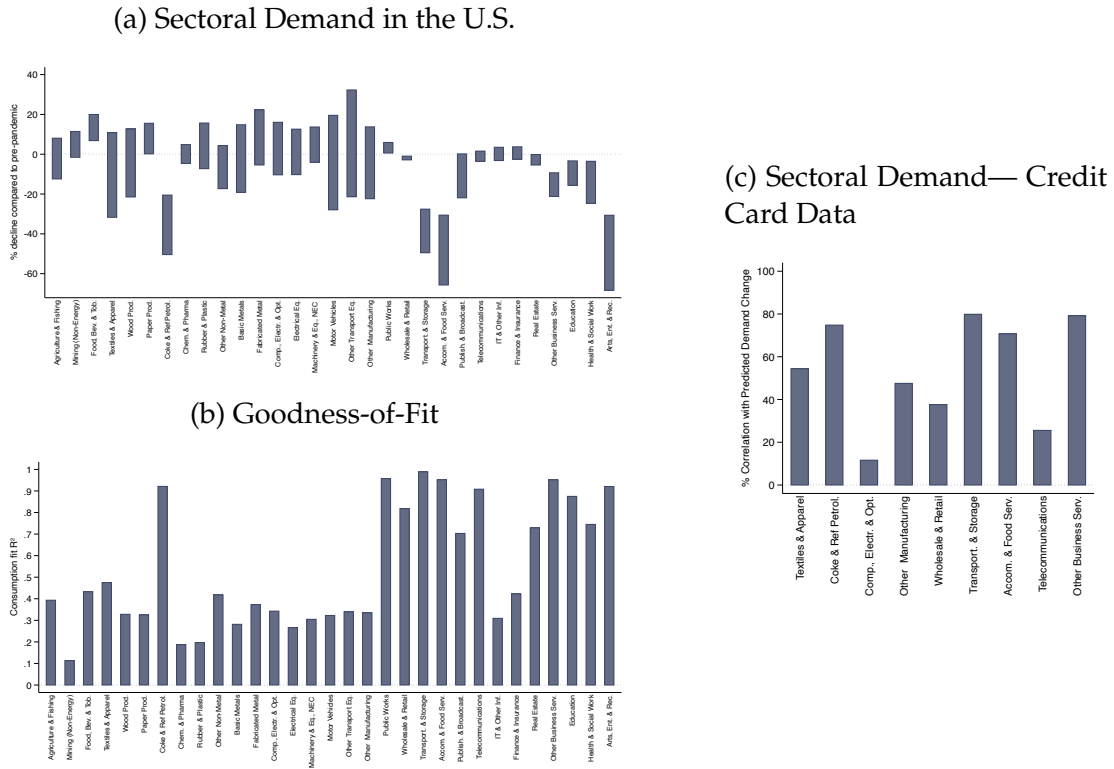 (a) Sectoral Demand in the U.S.
% decline compared to pre-pandemic
40
20
0
-20
-40
-60
Agriculture & Fishing
Mining (Non-Energy)
Food, Bev. & Tob.
Textiles & Apparel
Wood Prod.
Paper Prod.
Coke & Ref Petrol.
Chem. & Pharma
Rubber & Plastic
Other Non-Metal
Basic Metals
Fabricated Metal
Comp., Electr. & Opt.
Electrical Eq.
Machinery & Eq., NEC
Motor Vehicles
Other Transport Eq.
Other Manufacturing
Public Works
Wholesale & Retail
Transport. & Storage
Accom. & Food Serv.
Publish. & Broadcast.
Telecommunications
IT & Other Inf.
Finance & Insurance
Real Estate
Other Business Serv.
Education
Health & Social Work
Arts, Ent. & Rec.
(b) Goodness-of-Fit
Consumption fit R²
1
.9
.8
.7
.6
.5
.4
.3
.2
.1
0
Agriculture & Fishing
Mining (Non-Energy)
Food, Bev. & Tob.
Textiles & Apparel
Wood Prod.
Paper Prod.
Coke & Ref Petrol.
Chem. & Pharma
Rubber & Plastic
Other Non-Metal
Basic Metals
Fabricated Metal
Comp., Electr. & Opt.
Electrical Eq.
Machinery & Eq., NEC
Motor Vehicles
Other Transport Eq.
Other Manufacturing
Public Works
Wholesale & Retail
Transport. & Storage
Accom. & Food Serv.
Publish. & Broadcast.
Telecommunications
IT & Other Inf.
Finance & Insurance
Real Estate
Other Business Serv.
Education
Health & Social Work
Arts, Ent. & Rec.
(c) Sectoral Demand— Credit
Card Data
% Correlation with Predicted Demand Change
100
80
60
40
20
0
Textiles & Apparel
Coke & Ref Petrol.
Comp., Electr. & Opt.
Other Manufacturing
Wholesale & Retail
Transport. & Storage
Accom. & Food Serv.
Telecommunications
Other Business Serv.